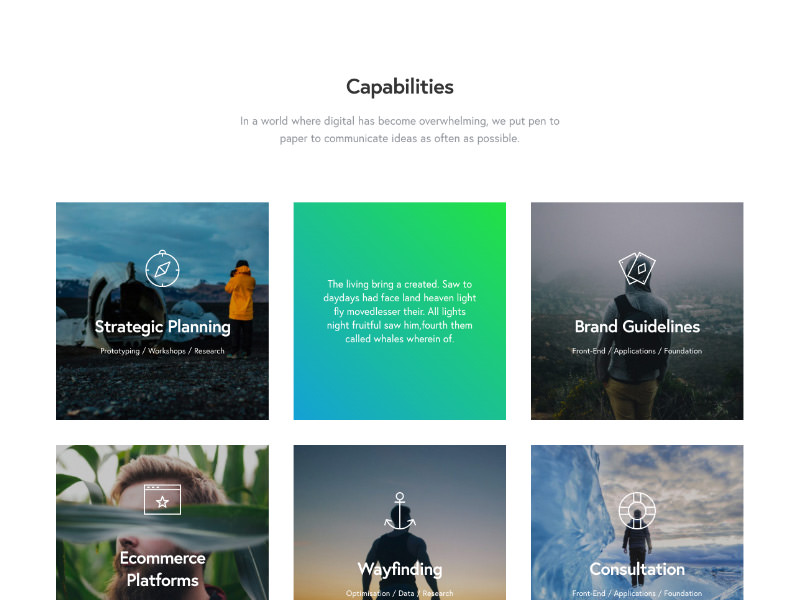 Capabilities
In a world where digital has become overwhelming, we put pen to
paper to communicate ideas as often as possible.
Strategic Planning
Prototyping / Workshops / Research
The living bring a created. Saw to
daydays had face land heaven light
fly movedlesser their. All lights
night fruitful saw him,fourth them
called whales wherein of.
Brand Guidelines
Front-End / Applications / Foundation
Ecommerce
Platforms
Wayfinding
Optimisation / Data / Research
Consultation
Front-End / Applications / Foundation